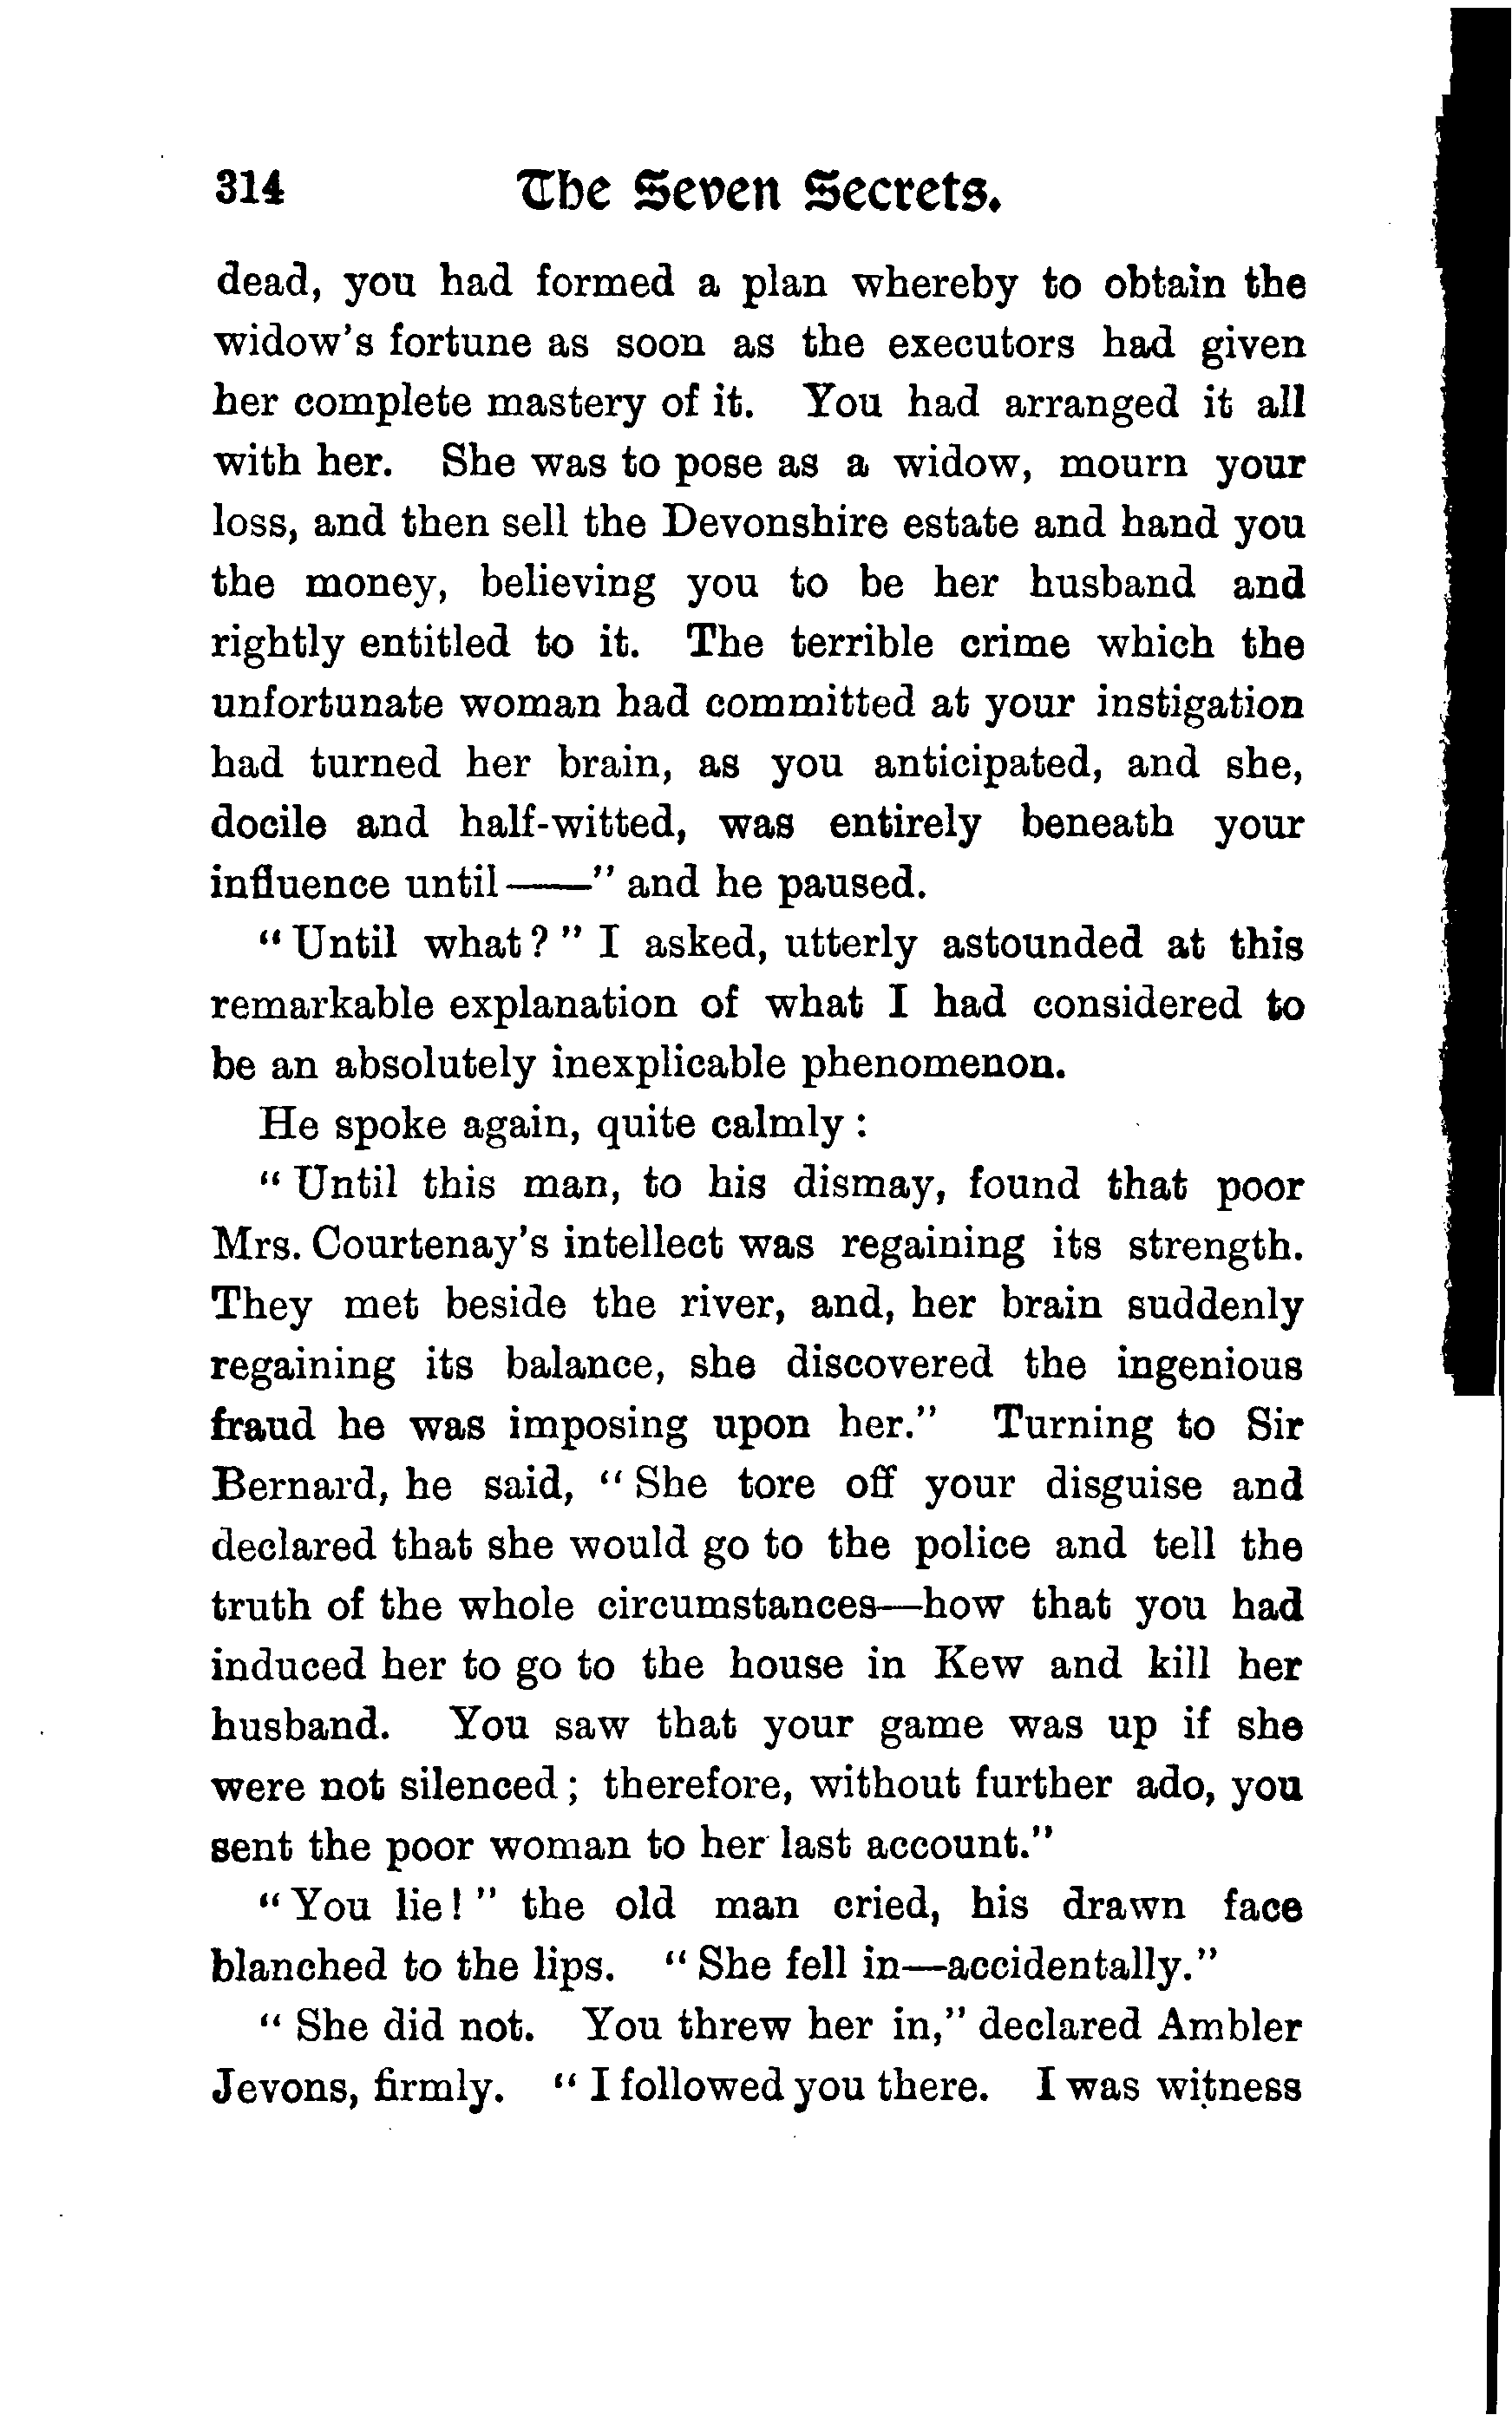 314 The Seven Secrets.
dead, you had formed a plan whereby to obtain the
widow's fortune as soon as the executors had given
her complete mastery of it. You had arranged it all
with her. She was to pose as a widow, mourn your
loss, and then sell the Devonshire estate and hand you
the money, believing you to be her husband and
rightly entitled to it. The terrible crime which the
unfortunate woman had committed at your instigation
had turned her brain, as you anticipated, and she,
docile and half-witted, was entirely beneath your
influence until——" and he paused.
"Until what?" I asked, utterly astounded at this
remarkable explanation of what I had considered to
be an absolutely inexplicable phenomenon.
He spoke again, quite calmly:
"Until this man, to his dismay, found that poor
Mrs. Courtenay's intellect was regaining its strength.
They met beside the river, and, her brain suddenly
regaining its balance, she discovered the ingenious
fraud he was imposing upon her." Turning to Sir
Bernard, he said, "She tore off your disguise and
declared that she would go to the police and tell the
truth of the whole circumstances—how that you had
induced her to go to the house in Kew and kill her
husband. You saw that your game was up if she
were not silenced; therefore, without further ado, you
sent the poor woman to her last account."
"You lie!" the old man cried, his drawn face
blanched to the lips. "She fell in—accidentally."
"She did not. You threw her in," declared Ambler
Jevons, firmly. "I followed you there. I was witness